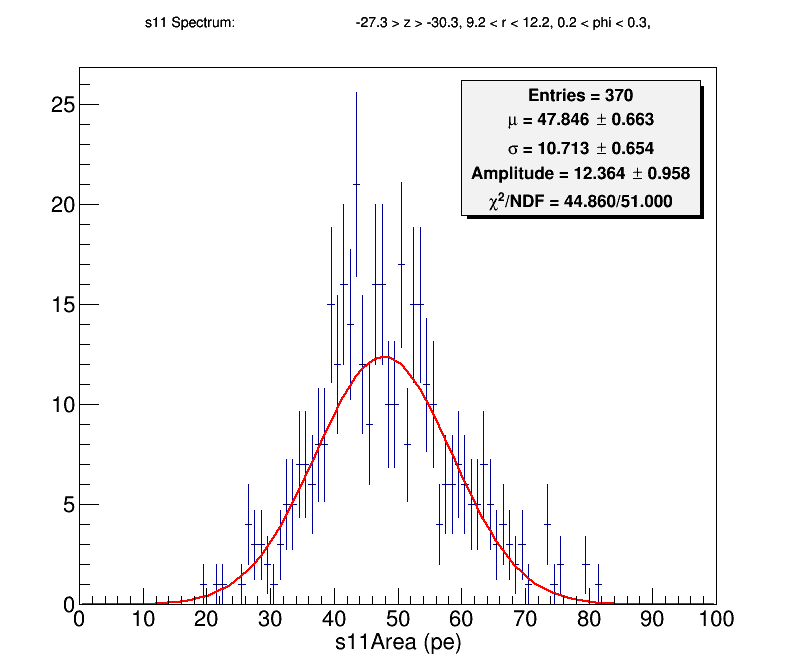 s11 Spectrum: -27.3 > z > -30.3, 9.2 < r < 12.2, 0.2 < phi < 0.3,
Entries = 370
μ = 47.846 ± 0.663
σ = 10.713 ± 0.654
Amplitude = 12.364 ± 0.958
χ²/NDF = 44.860/51.000
25
20
15
10
5
0
0 10 20 30 40 50 60 70 80 90 100
s11Area (pe)